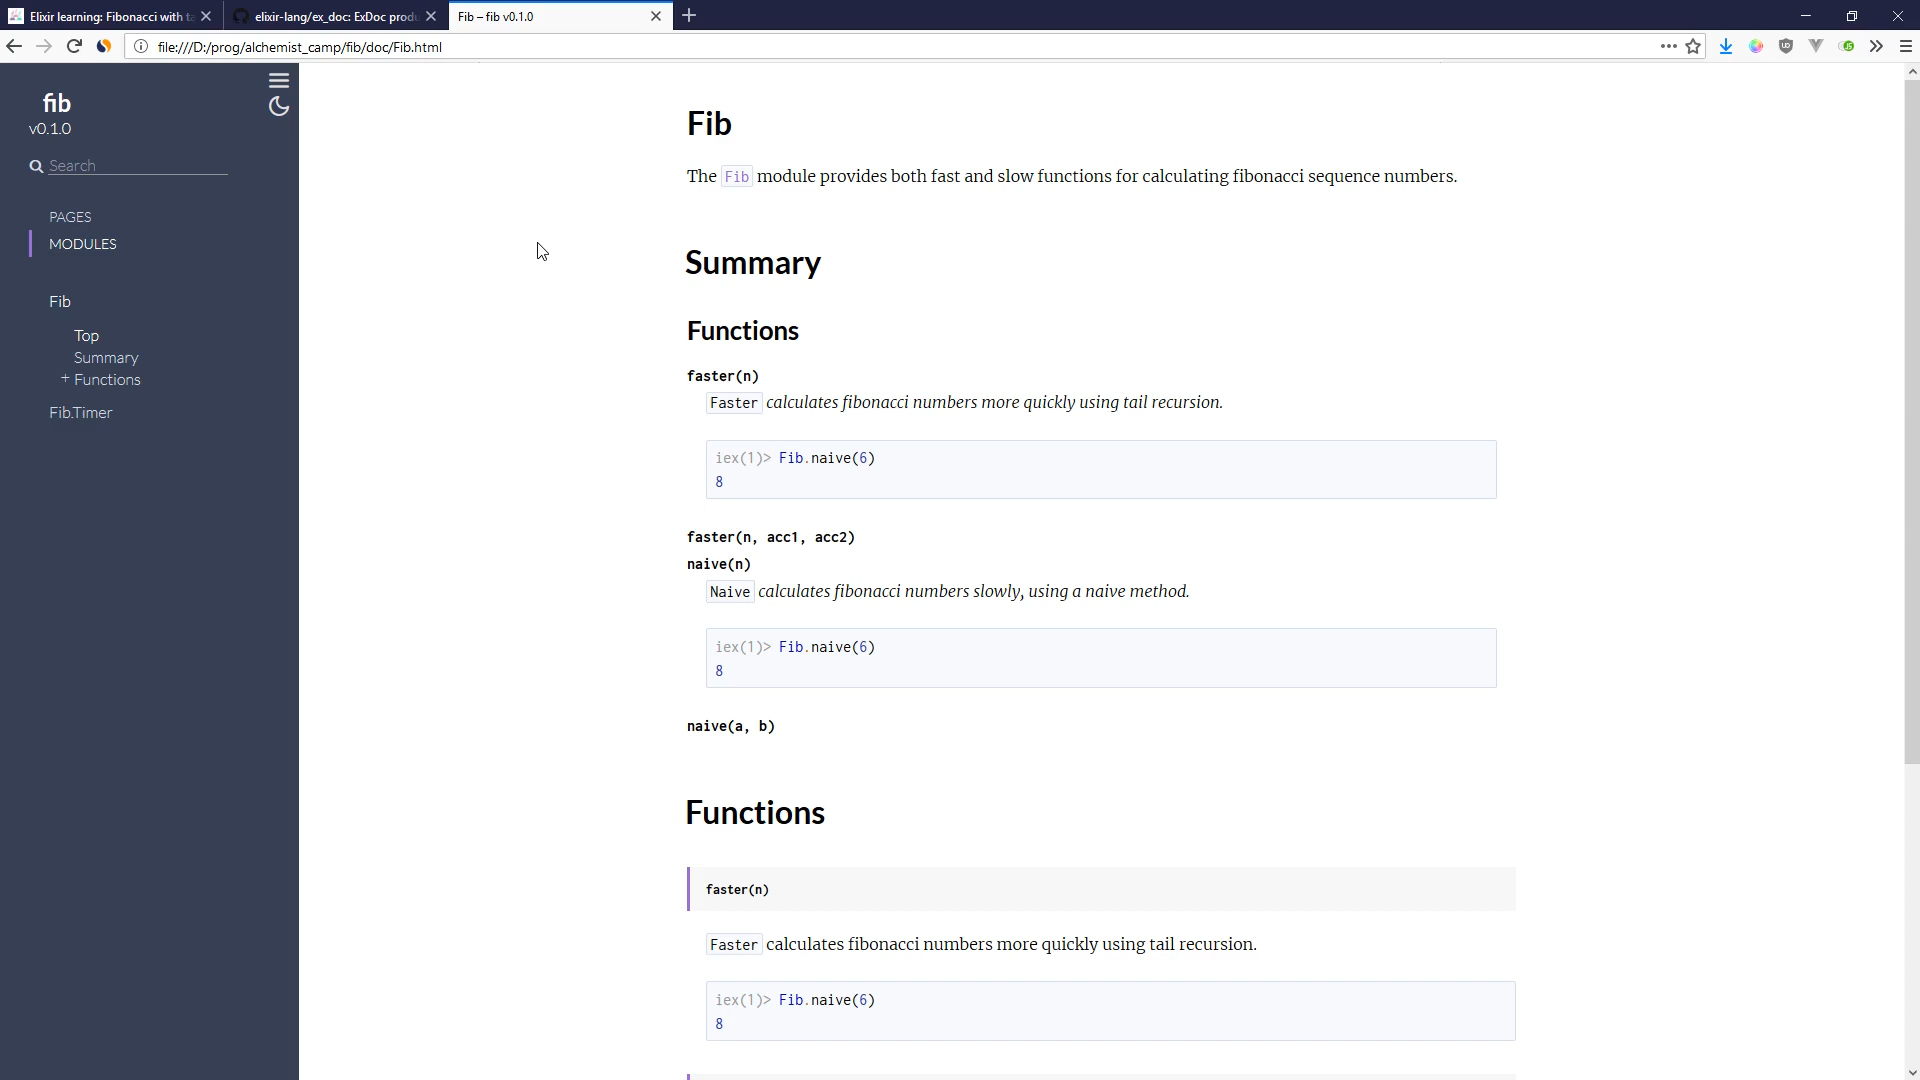 Elixir learning: Fibonacci with ta
elixir-lang/ex_doc: ExDoc produ
Fib – fib v0.1.0
file:///D:/prog/alchemist_camp/fib/doc/Fib.html
fib
v0.1.0
Search
PAGES
MODULES
Fib
Top
Summary
+ Functions
Fib.Timer
Fib
The Fib module provides both fast and slow functions for calculating fibonacci sequence numbers.
Summary
Functions
faster(n)
Faster calculates fibonacci numbers more quickly using tail recursion.
iex(1)> Fib.naive(6)
8
faster(n, acc1, acc2)
naive(n)
Naive calculates fibonacci numbers slowly, using a naive method.
iex(1)> Fib.naive(6)
8
naive(a, b)
Functions
faster(n)
Faster calculates fibonacci numbers more quickly using tail recursion.
iex(1)> Fib.naive(6)
8